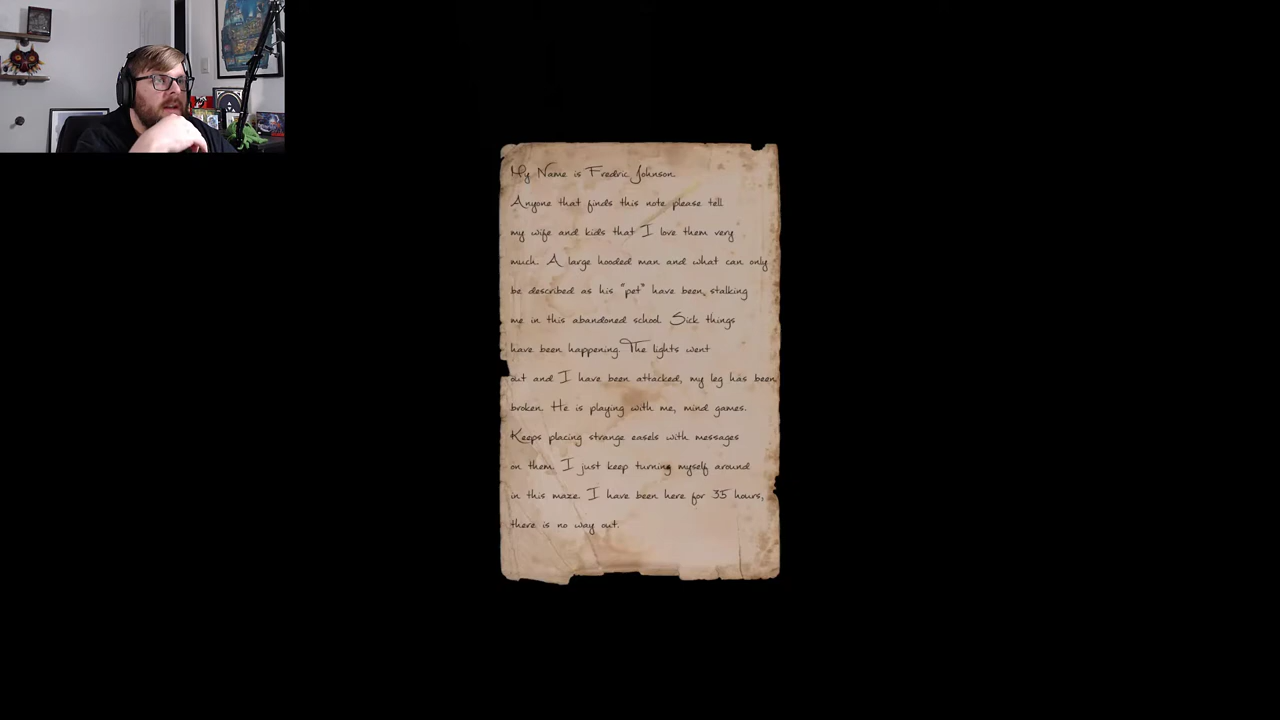 My Name is Fredric Johnson.
Anyone that finds this note please tell
my wife and kids that I love them very
much. A large hooded man and what can only
be described as his "pet" have been, stalking
me in this abandoned school. Sick things
have been happening. The lights went
out and I have been attacked, my leg has been
broken. He is playing with me, mind games.
Keeps placing strange easels with messages
on them. I just keep turning myself around
in this maze. I have been here for 35 hours,
there is no way out.